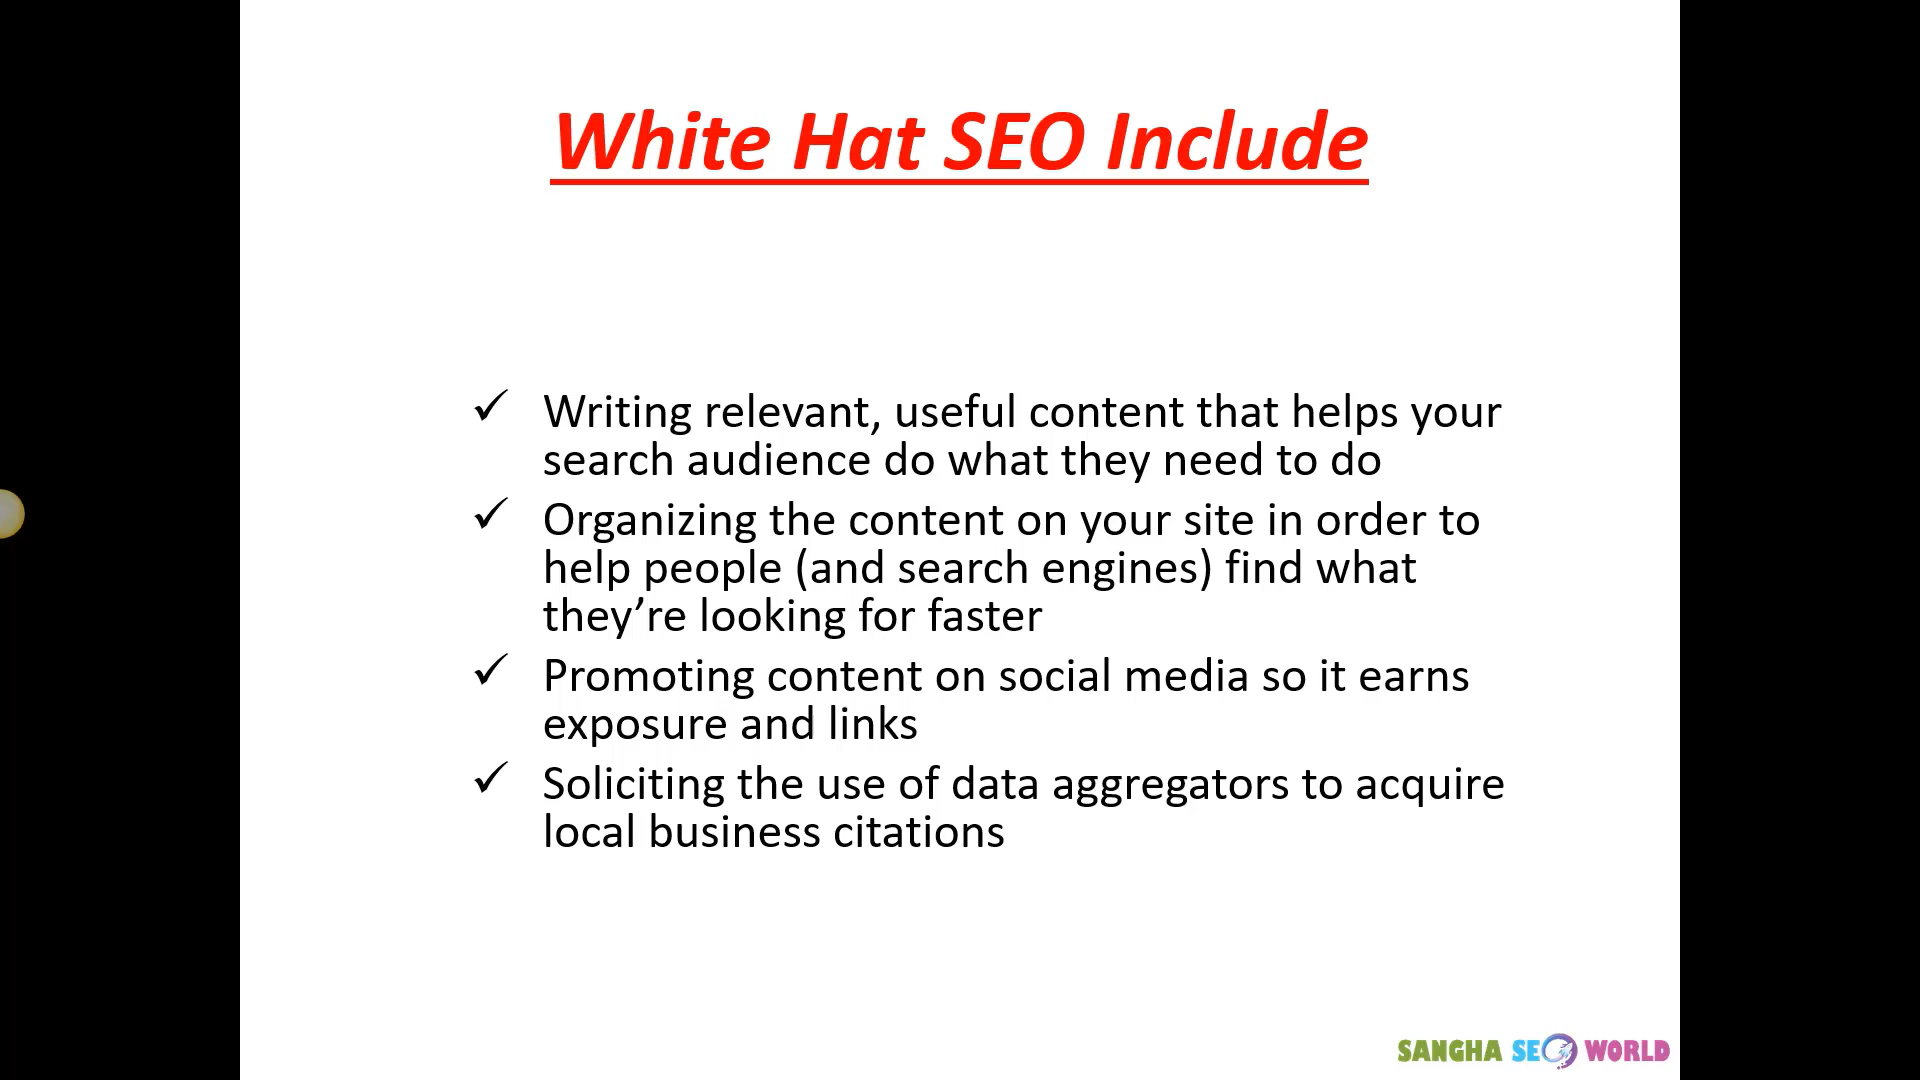 White Hat SEO Include
✓ Writing relevant, useful content that helps your
search audience do what they need to do
✓ Organizing the content on your site in order to
help people (and search engines) find what
they’re looking for faster
✓ Promoting content on social media so it earns
exposure and links
✓ Soliciting the use of data aggregators to acquire
local business citations
SANGHA SEO WORLD